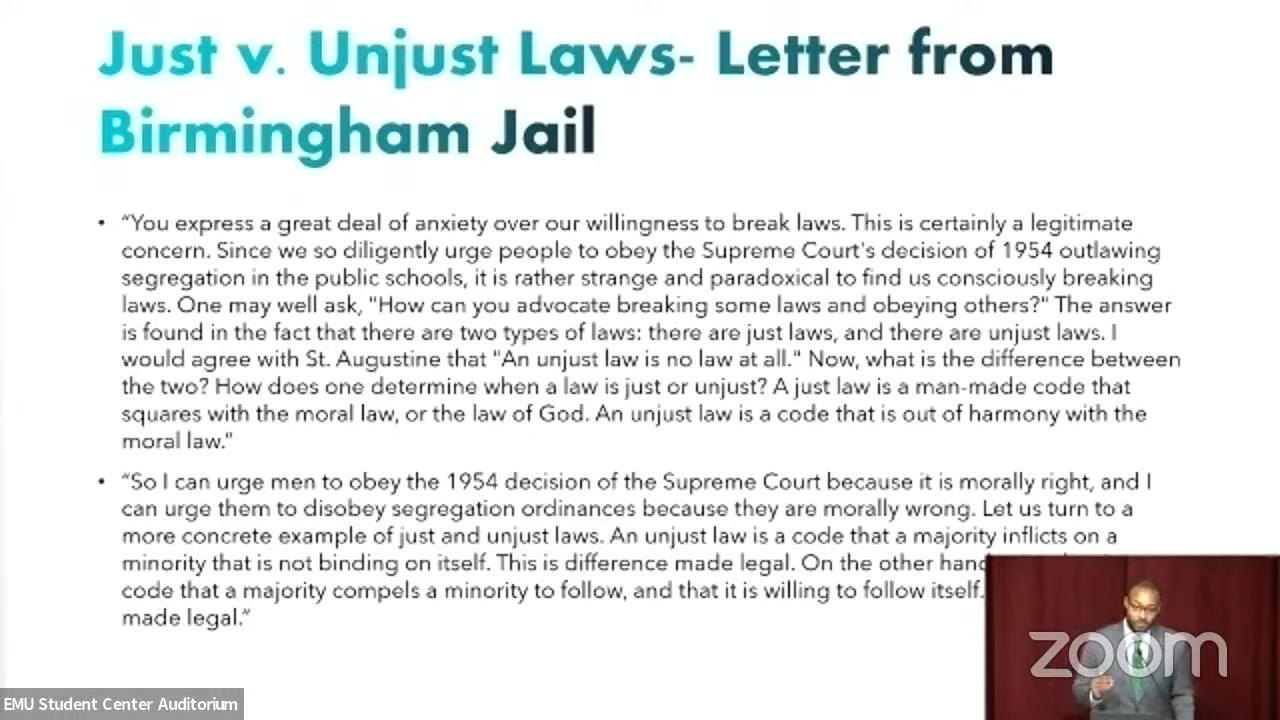 Just v. Unjust Laws- Letter from
Birmingham Jail
• “You express a great deal of anxiety over our willingness to break laws. This is certainly a legitimate
concern. Since we so diligently urge people to obey the Supreme Court's decision of 1954 outlawing
segregation in the public schools, it is rather strange and paradoxical to find us consciously breaking
laws. One may well ask, "How can you advocate breaking some laws and obeying others?" The answer
is found in the fact that there are two types of laws: there are just laws, and there are unjust laws. I
would agree with St. Augustine that "An unjust law is no law at all." Now, what is the difference between
the two? How does one determine when a law is just or unjust? A just law is a man-made code that
squares with the moral law, or the law of God. An unjust law is a code that is out of harmony with the
moral law.”
• “So I can urge men to obey the 1954 decision of the Supreme Court because it is morally right, and I
can urge them to disobey segregation ordinances because they are morally wrong. Let us turn to a
more concrete example of just and unjust laws. An unjust law is a code that a majority inflicts on a
minority that is not binding on itself. This is difference made legal. On the other hand
code that a majority compels a minority to follow, and that it is willing to follow itself.
made legal.”
zoom
EMU Student Center Auditorium